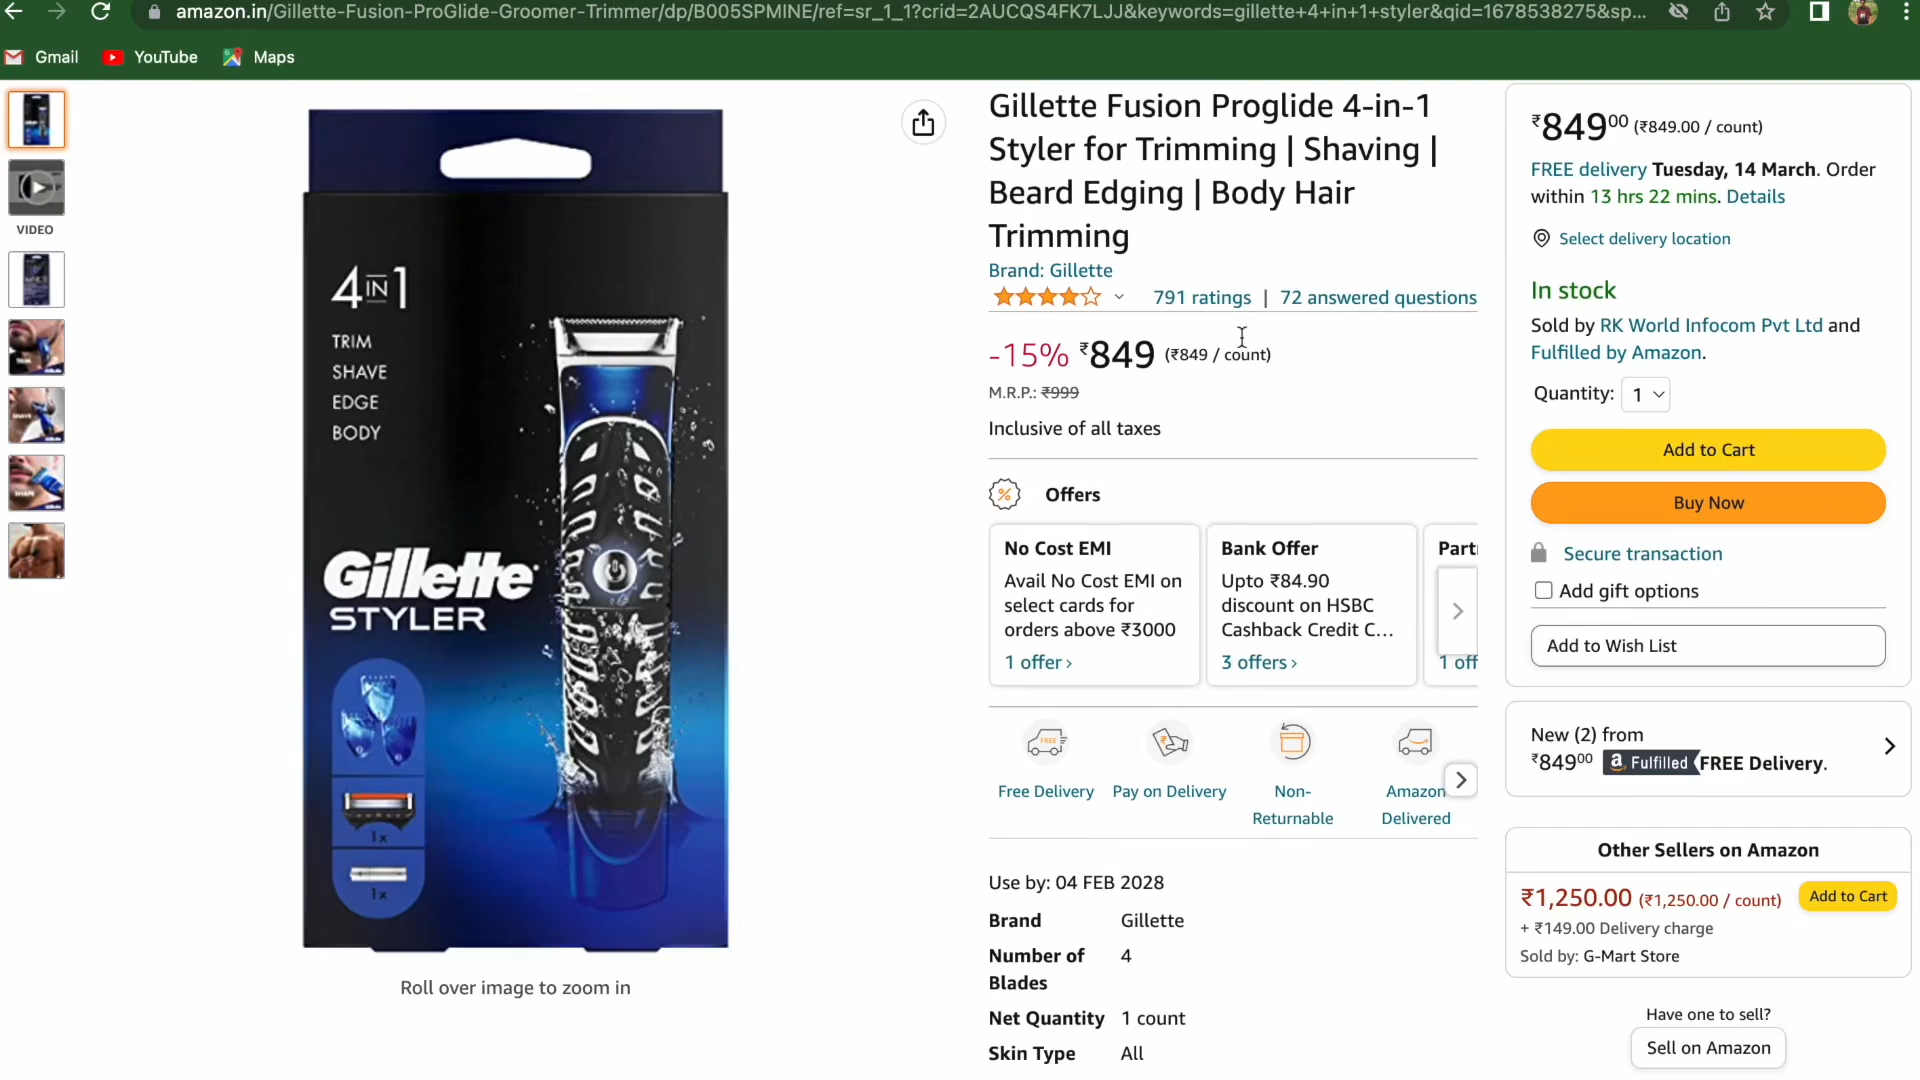 amazon.in/Gillette-Fusion-ProGlide-Groomer-Trimmer/dp/B005SPMINE/ref=sr_1_1?crid=2AUCQS4FK7LJJ&keywords=gillette+4+in+1+styler&qid=1678538275&sp...
Gmail YouTube Maps
VIDEO
4 IN 1
TRIM
SHAVE
EDGE
BODY
Gillette
STYLER
1x
1x
Roll over image to zoom in
Gillette Fusion Proglide 4-in-1
Styler for Trimming | Shaving |
Beard Edging | Body Hair
Trimming
Brand: Gillette
791 ratings | 72 answered questions
-15% ₹849 (₹849 / count)
M.R.P.: ₹999
Inclusive of all taxes
Offers
No Cost EMI
Avail No Cost EMI on
select cards for
orders above ₹3000
1 offer ›
Bank Offer
Upto ₹84.90
discount on HSBC
Cashback Credit C...
3 offers ›
Part
1 off
FREE
Free Delivery
Pay on Delivery
Non-
Returnable
Amazon
Delivered
Use by: 04 FEB 2028
Brand Gillette
Number of
Blades
4
Net Quantity 1 count
Skin Type All
₹849⁰⁰ (₹849.00 / count)
FREE delivery Tuesday, 14 March. Order
within 13 hrs 22 mins. Details
Select delivery location
In stock
Sold by RK World Infocom Pvt Ltd and
Fulfilled by Amazon.
Quantity: 1
Add to Cart
Buy Now
Secure transaction
Add gift options
Add to Wish List
New (2) from
₹849⁰⁰ a Fulfilled FREE Delivery.
Other Sellers on Amazon
₹1,250.00 (₹1,250.00 / count) Add to Cart
+ ₹149.00 Delivery charge
Sold by: G-Mart Store
Have one to sell?
Sell on Amazon